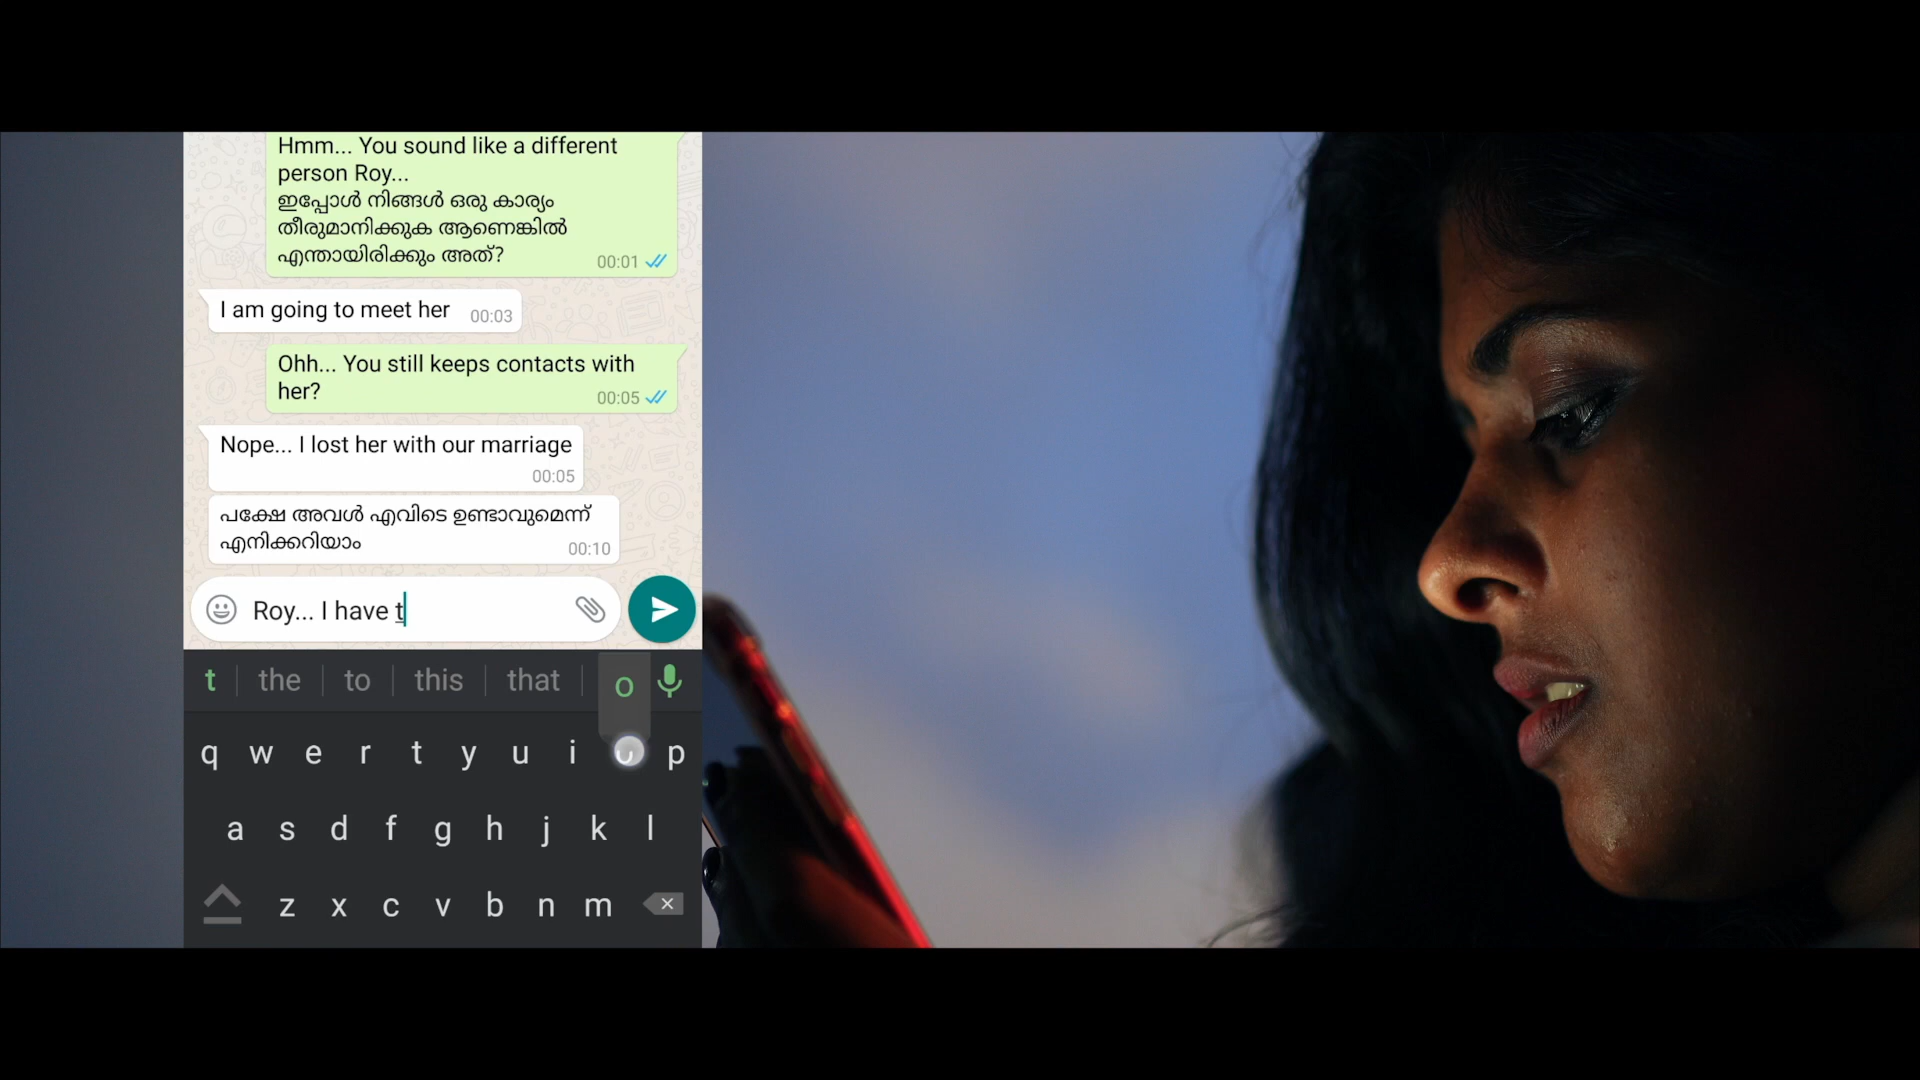 Hmm... You sound like a different
person Roy...
ഇപ്പോൾ നിങ്ങൾ ഒരു കാര്യം
തീരുമാനിക്കുക ആണെങ്കിൽ
എന്തായിരിക്കും അത്?
00:01
I am going to meet her
00:03
Ohh... You still keeps contacts with
her?
00:05
Nope... I lost her with our marriage
00:05
പക്ഷേ അവൾ എവിടെ ഉണ്ടാവുമെന്ന്
എനിക്കറിയാം
00:10
Roy... I have t
t the to this that o
q w e r t y u i o p
a s d f g h j k l
z x c v b n m